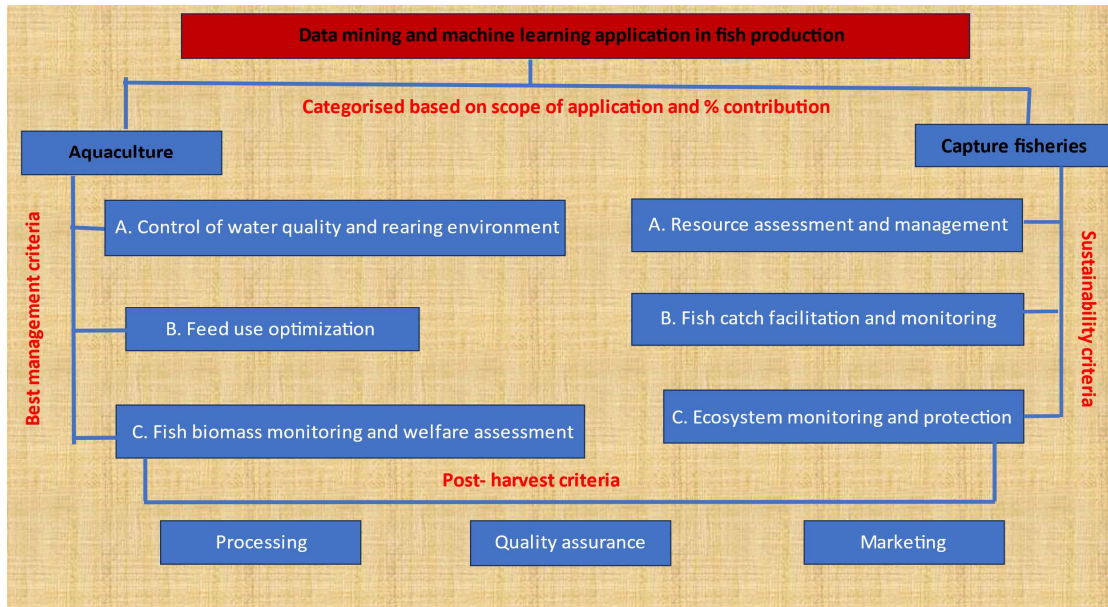 Data mining and machine learning application in fish production
Categorised based on scope of application and % contribution
Aquaculture
Capture fisheries
Best management criteria
A. Control of water quality and rearing environment
B. Feed use optimization
C. Fish biomass monitoring and welfare assessment
A. Resource assessment and management
B. Fish catch facilitation and monitoring
C. Ecosystem monitoring and protection
Sustainability criteria
Post- harvest criteria
Processing
Quality assurance
Marketing